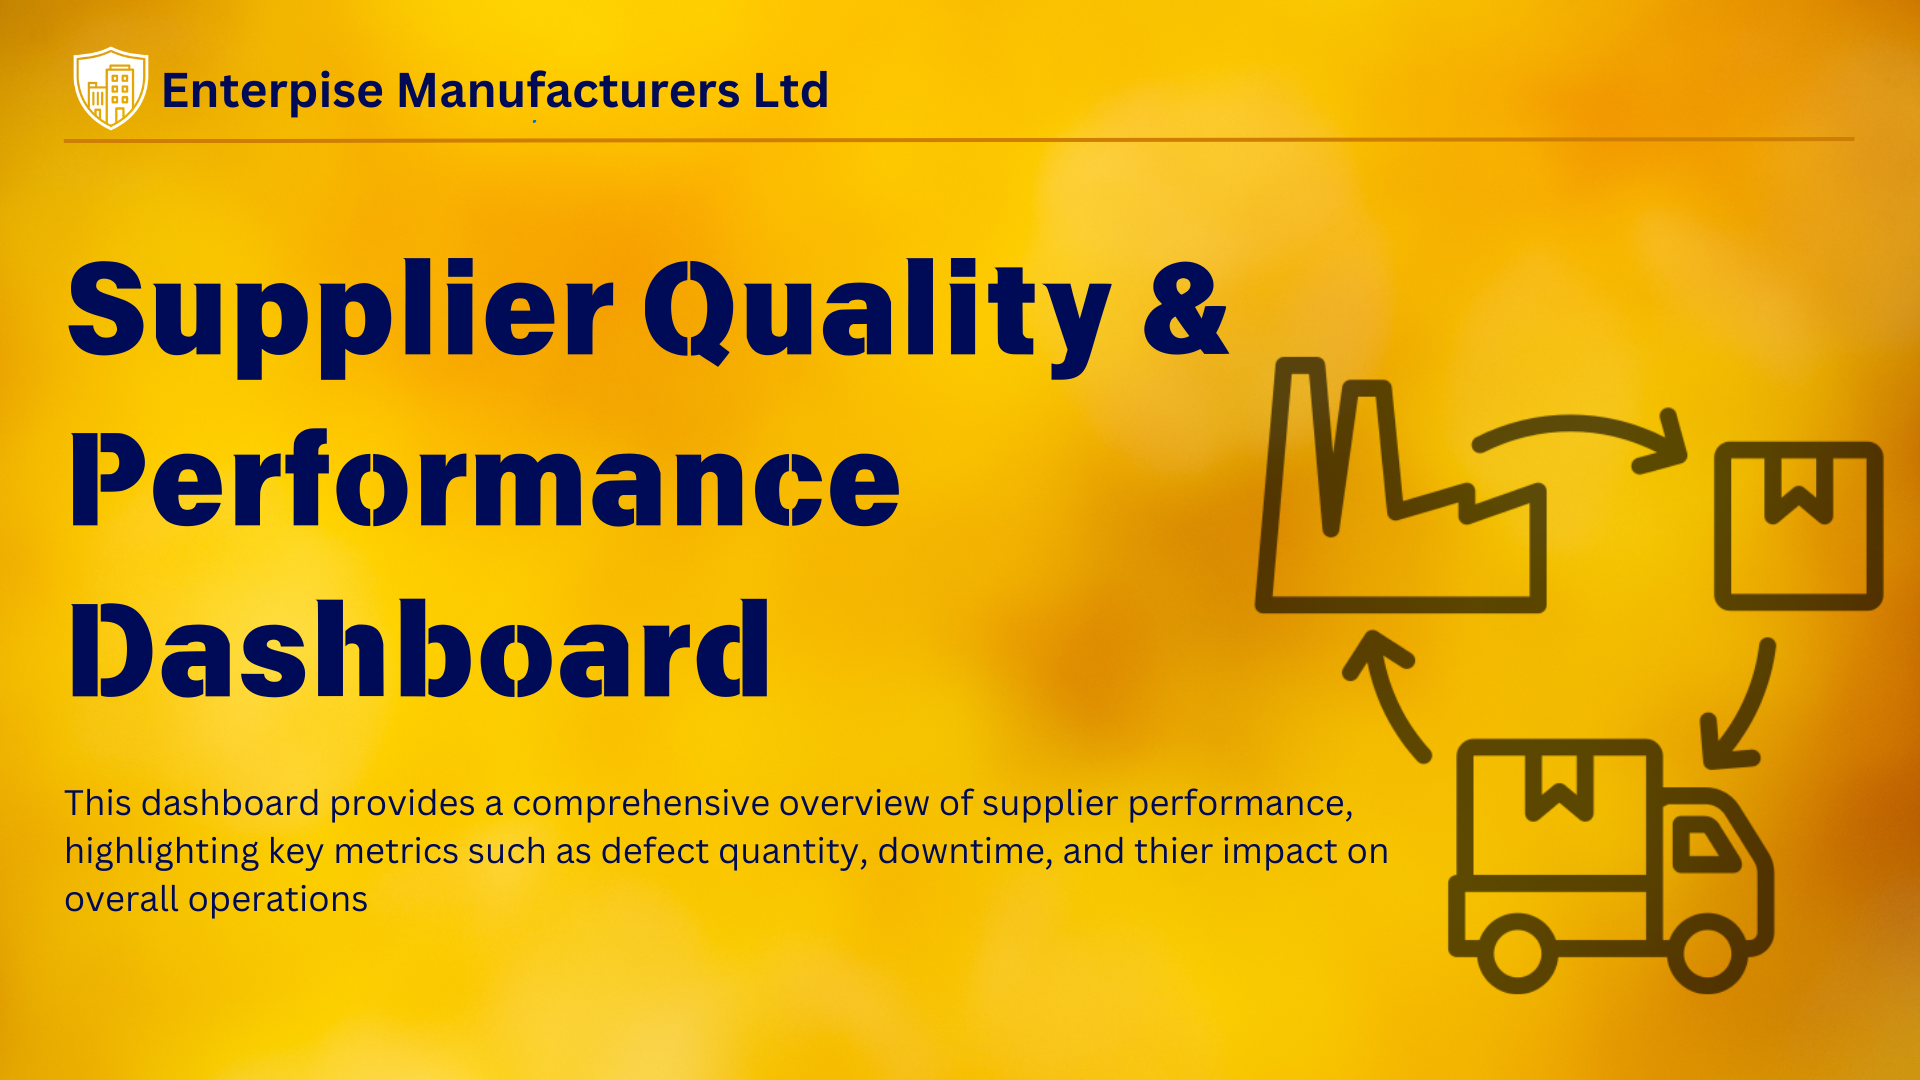 Enterpise Manufacturers Ltd
Supplier Quality &
Performance
Dashboard
This dashboard provides a comprehensive overview of supplier performance,
highlighting key metrics such as defect quantity, downtime, and thier impact on
overall operations